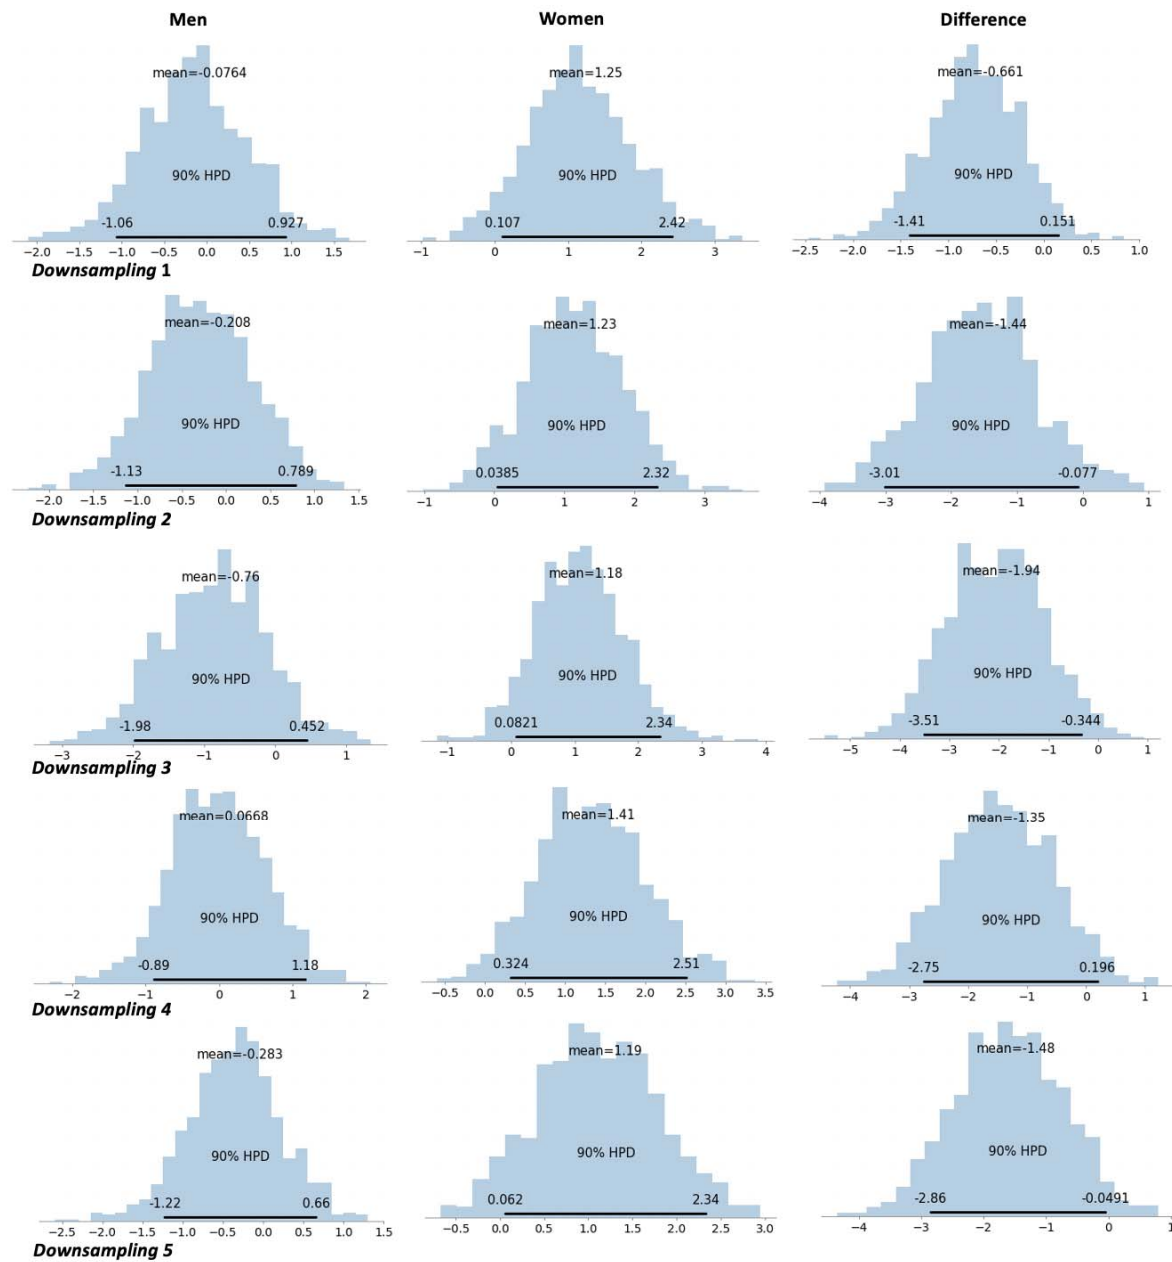 Men Women Difference
mean=-0.0764 mean=1.25 mean=-0.661
90% HPD 90% HPD 90% HPD
-1.06 0.927 0.107 2.42 -1.41 0.151
−2.0 −1.5 −1.0 −0.5 0.0 0.5 1.0 1.5 −1 0 1 2 3 −2.5 −2.0 −1.5 −1.0 −0.5 0.0 0.5 1.0
Downsampling 1
mean=-0.208 mean=1.23 mean=-1.44
90% HPD 90% HPD 90% HPD
-1.13 0.789 0.0385 2.32 -3.01 -0.077
−2.0 −1.5 −1.0 −0.5 0.0 0.5 1.0 1.5 −1 0 1 2 3 −4 −3 −2 −1 0 1
Downsampling 2
mean=-0.76 mean=1.18 mean=-1.94
90% HPD 90% HPD 90% HPD
-1.98 0.452 0.0821 2.34 -3.51 -0.344
−3 −2 −1 0 1 −1 0 1 2 3 4 −5 −4 −3 −2 −1 0 1
Downsampling 3
mean=0.0668 mean=1.41 mean=-1.35
90% HPD 90% HPD 90% HPD
-0.89 1.18 0.324 2.51 -2.75 0.196
−2 −1 0 1 2 −0.5 0.0 0.5 1.0 1.5 2.0 2.5 3.0 3.5 −4 −3 −2 −1 0 1
Downsampling 4
mean=-0.283 mean=1.19 mean=-1.48
90% HPD 90% HPD 90% HPD
-1.22 0.66 0.062 2.34 -2.86 -0.0491
−2.5 −2.0 −1.5 −1.0 −0.5 0.0 0.5 1.0 1.5 −0.5 0.0 0.5 1.0 1.5 2.0 2.5 3.0 −4 −3 −2 −1 0 1
Downsampling 5